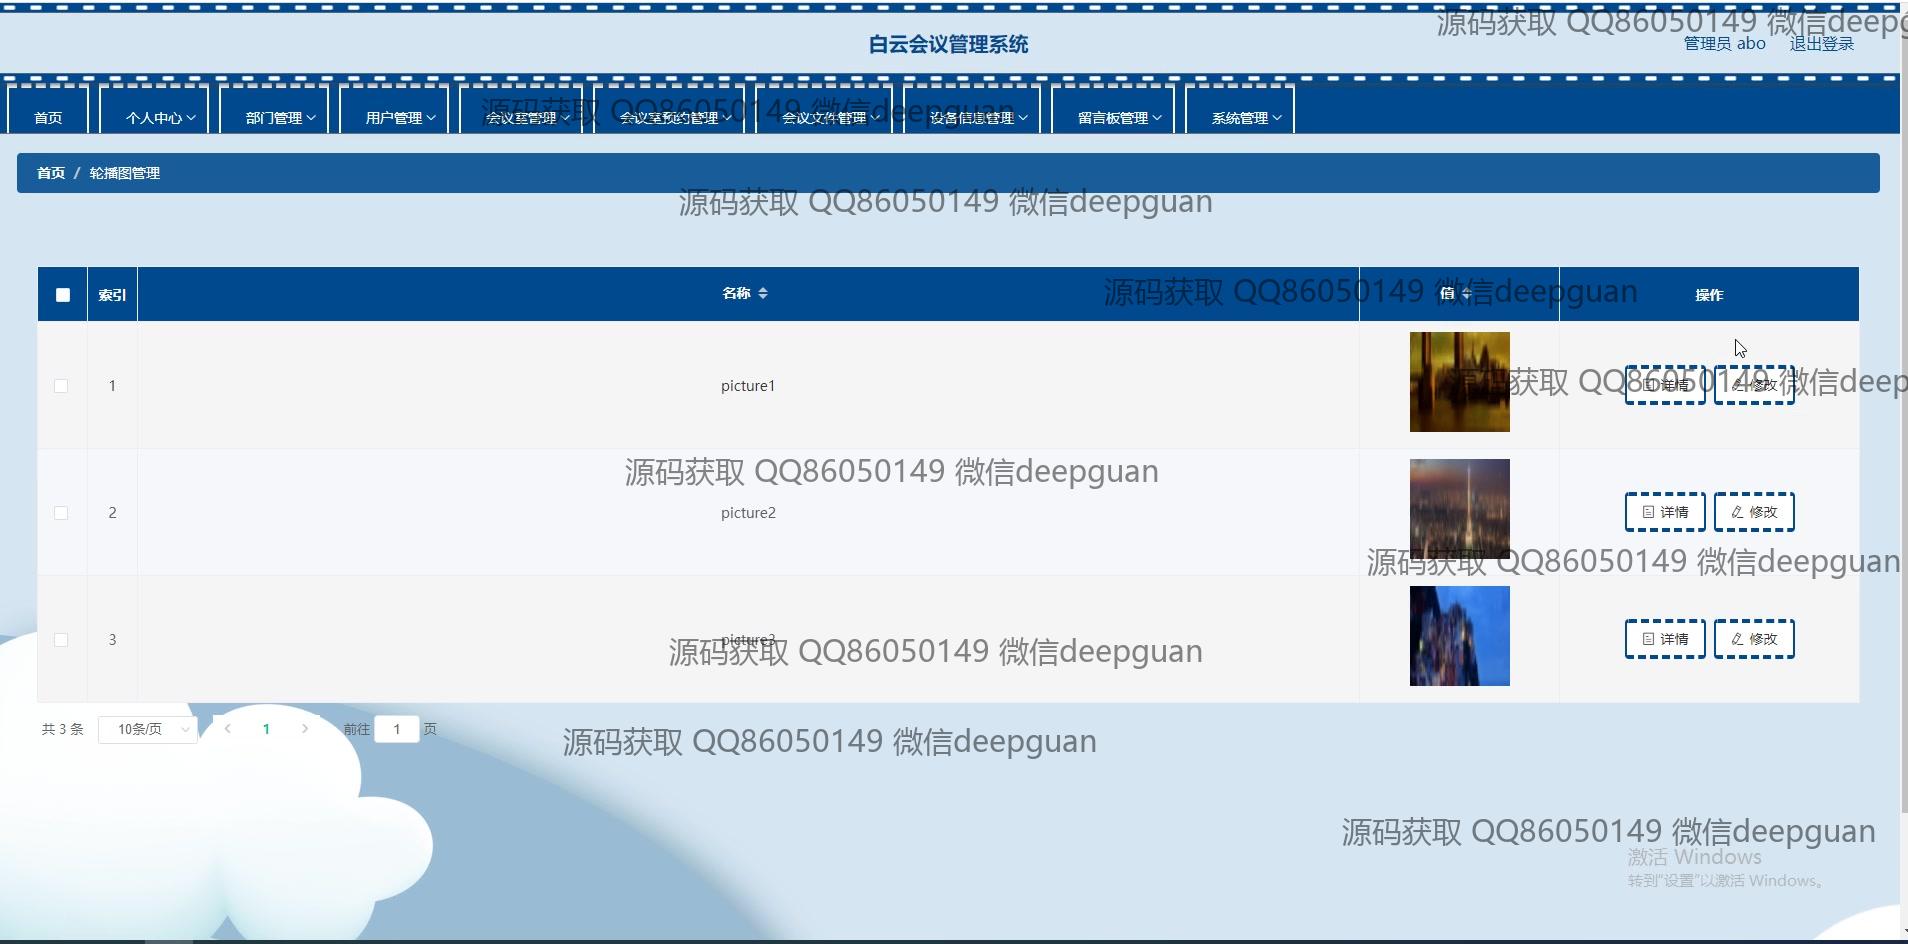 源码获取 QQ86050149 微信deepg
白云会议管理系统
管理员 abo
退出登录
首页
个人中心
部门管理
用户管理
会议室管理
会议室预约管理
会议文件管理
设备信息管理
留言板管理
系统管理
源码获取 QQ86050149 微信deepguan
首页 / 轮播图管理
源码获取 QQ86050149 微信deepguan
索引
名称
值
操作
源码获取 QQ86050149 微信deepguan
1
picture1
详情
修改
源码获取 QQ86050149 微信deep
源码获取 QQ86050149 微信deepguan
2
picture2
详情
修改
源码获取 QQ86050149 微信deepguan
3
picture3
详情
修改
源码获取 QQ86050149 微信deepguan
共 3 条
10条/页
1
前往 1 页
源码获取 QQ86050149 微信deepguan
源码获取 QQ86050149 微信deepguan
激活 Windows
转到"设置"以激活 Windows。